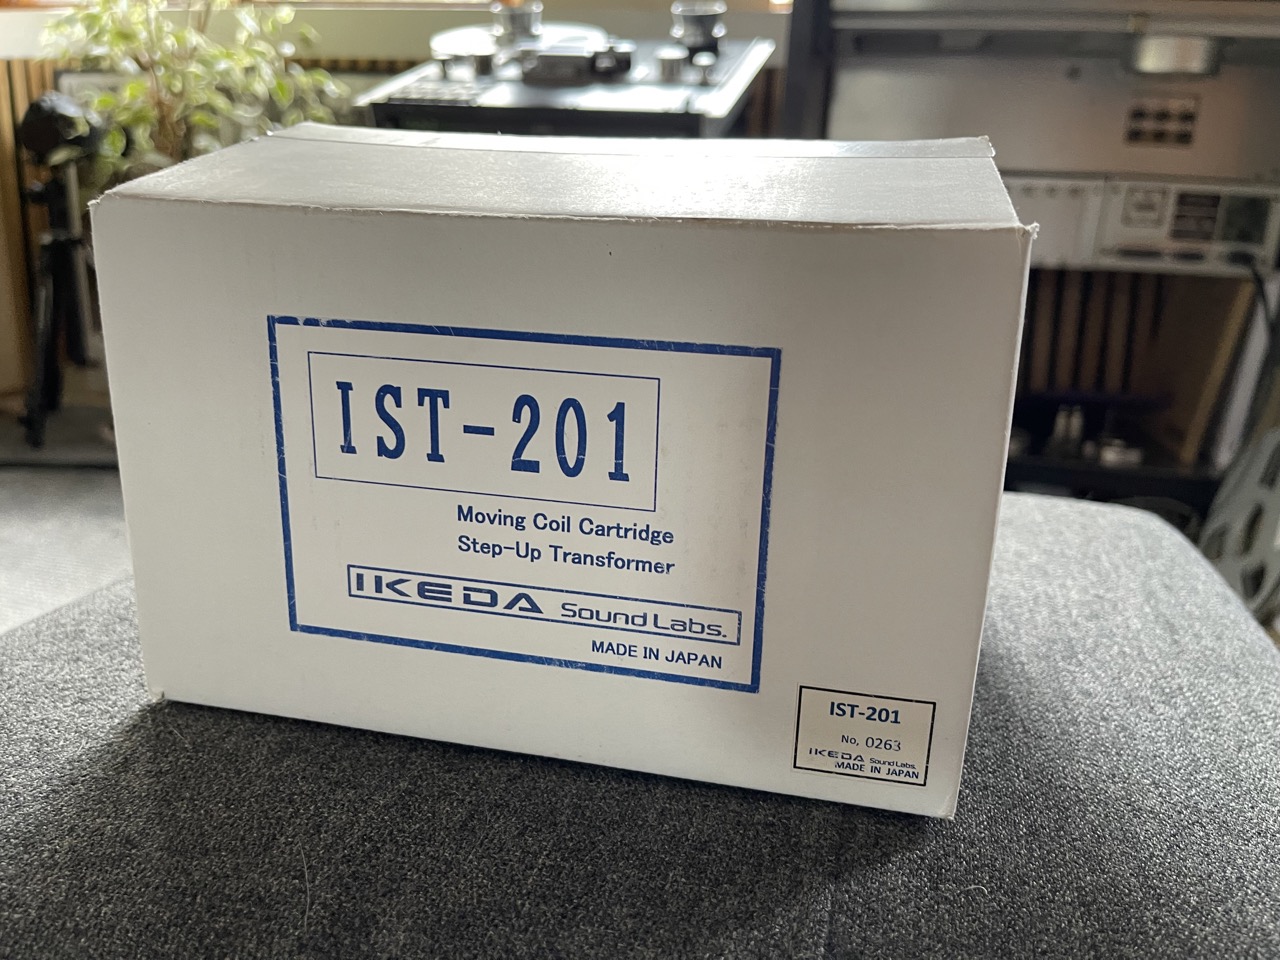 IST-201
Moving Coil Cartridge
Step-Up Transformer
IKEDA Sound Labs.
MADE IN JAPAN
IST-201
No, 0263
IKEDA Sound Labs.
MADE IN JAPAN